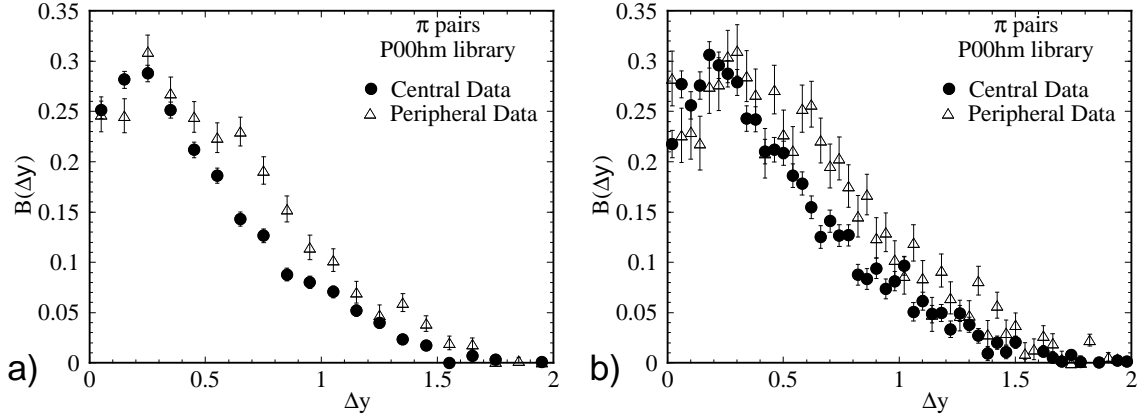 0.35
0.3
0.25
0.2
0.15
0.1
0.05
0
B(Δy)
π pairs
P00hm library
Central Data
Peripheral Data
0 0.5 1 1.5 2
Δy
a)
0.35
0.3
0.25
0.2
0.15
0.1
0.05
0
B(Δy)
π pairs
P00hm library
Central Data
Peripheral Data
0 0.5 1 1.5 2
Δy
b)